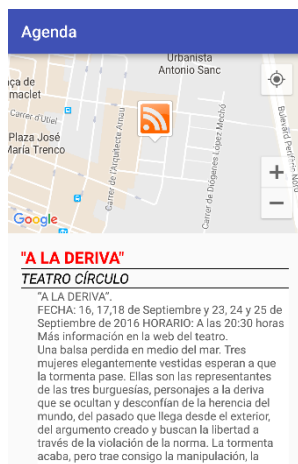 Agenda
Urbanista
Antonio Sanc
ça de
maclet
Carrer d'Utiel
Plaza José
María Trenco
Carrer de l'Arquitecte Arnau
Carrer de Diógenes López Mechó
Bulevard Perifèric Nord
+
−
Google
"A LA DERIVA"
TEATRO CÍRCULO
"A LA DERIVA".
FECHA: 16, 17,18 de Septiembre y 23, 24 y 25 de
Septiembre de 2016 HORARIO: A las 20:30 horas
Más información en la web del teatro.
Una balsa perdida en medio del mar. Tres
mujeres elegantemente vestidas esperan a que
la tormenta pase. Ellas son las representantes
de las tres burguesías, personajes a la deriva
que se ocultan y desconfían de la herencia del
mundo, del pasado que llega desde el exterior,
del argumento creado y buscan la libertad a
través de la violación de la norma. La tormenta
acaba, pero trae consigo la manipulación, la